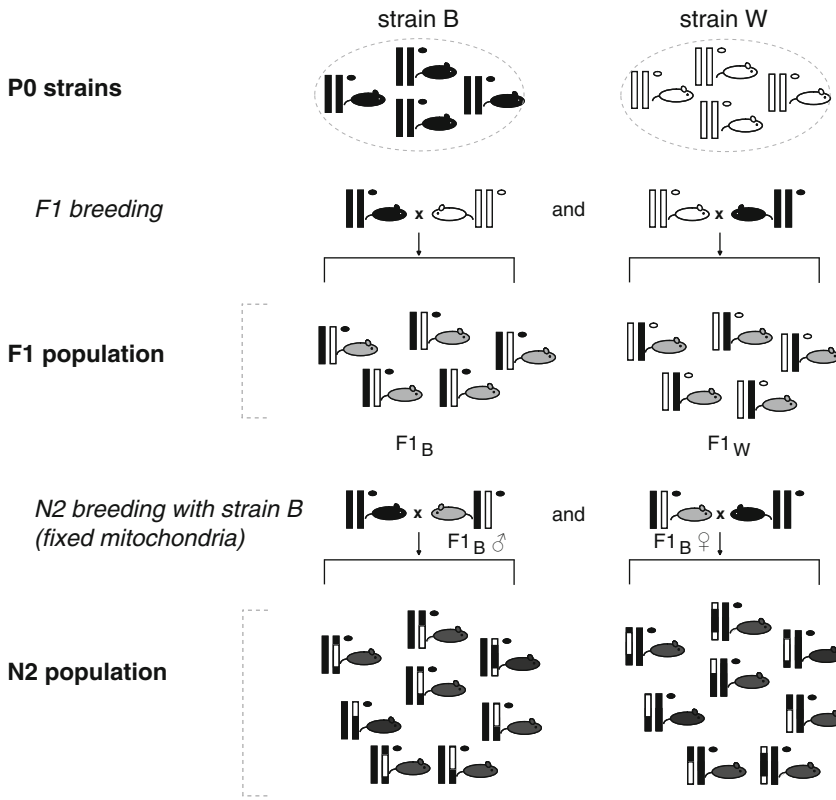 strain B
strain W
P0 strains
F1 breeding
x
and
x
F1 population
F1B
F1W
N2 breeding with strain B
(fixed mitochondria)
x
and
x
F1B ♂
F1B ♀
N2 population